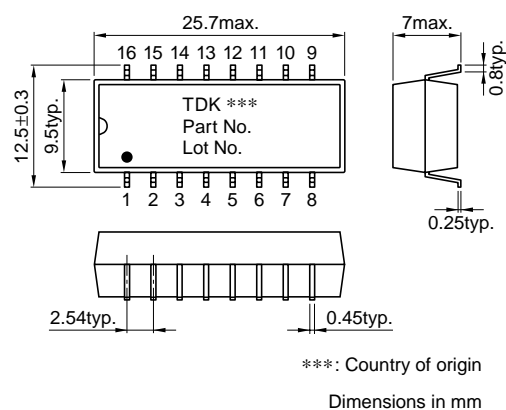 25.7max.
7max.
16 15 14 13 12 11 10 9
0.8typ.
12.5±0.3
9.5typ.
TDK ***
Part No.
Lot No.
1 2 3 4 5 6 7 8
0.25typ.
2.54typ.
0.45typ.
***: Country of origin
Dimensions in mm